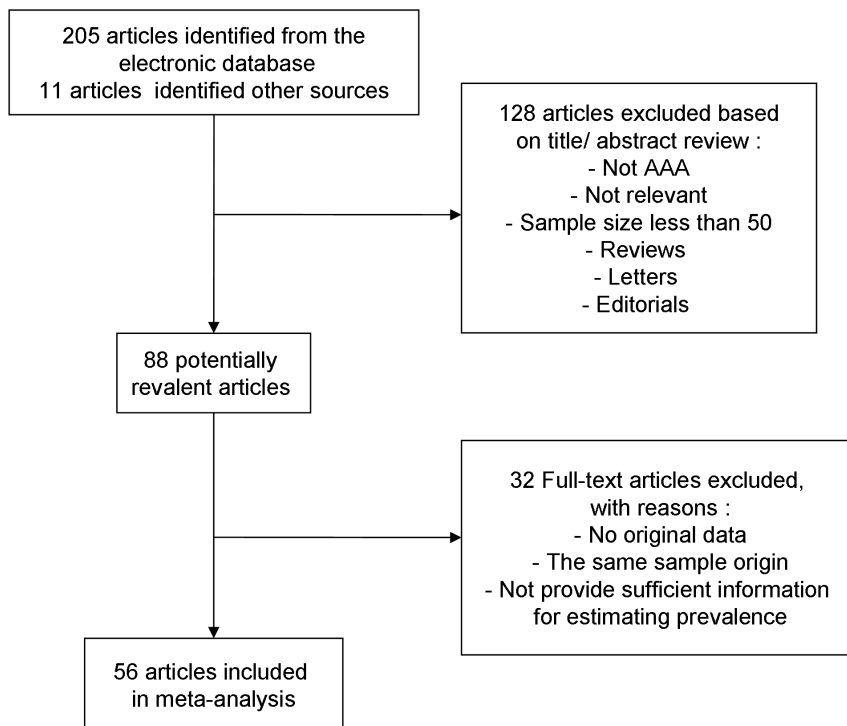 205 articles identified from the
electronic database
11 articles  identified other sources
128 articles excluded based
on title/ abstract review :
- Not AAA
- Not relevant
- Sample size less than 50
- Reviews
- Letters
- Editorials
88 potentially
revalent articles
32 Full-text articles excluded,
with reasons :
- No original data
- The same sample origin
- Not provide sufficient information
for estimating prevalence
56 articles included
in meta-analysis